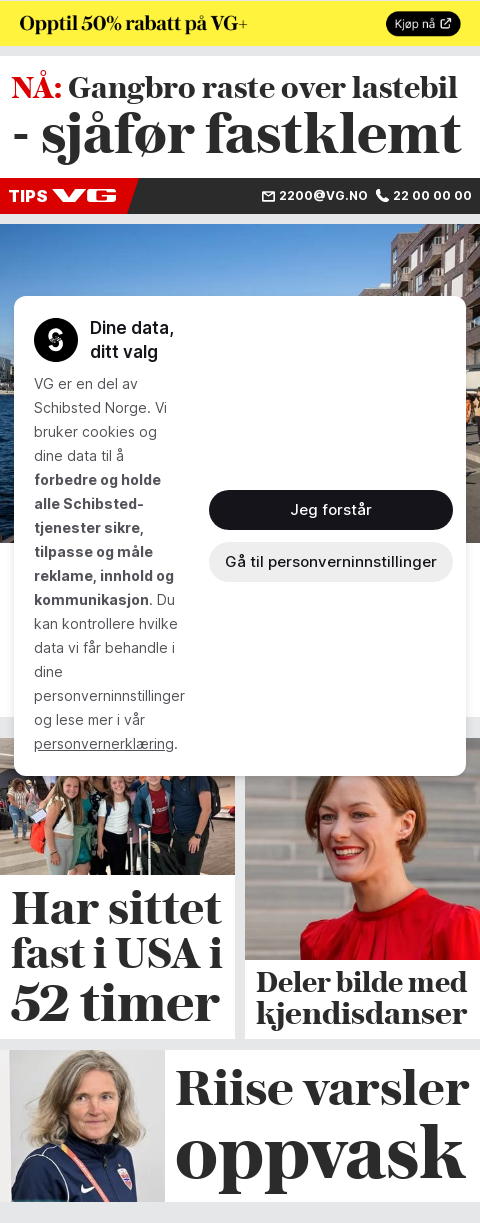 Opptil 50% rabatt på VG+
Kjøp nå
NÅ: Gangbro raste over lastebil
- sjåfør fastklemt
TIPS VG
2200@VG.NO 22 00 00 00
Dine data,
ditt valg
VG er en del av
Schibsted Norge. Vi
bruker cookies og
dine data til å
forbedre og holde
alle Schibsted-
tjenester sikre,
tilpasse og måle
reklame, innhold og
kommunikasjon. Du
kan kontrollere hvilke
data vi får behandle i
dine
personverninnstillinger
og lese mer i vår
personvernerklæring.
Jeg forstår
Gå til personverninnstillinger
Har sittet
fast i USA i
52 timer
Deler bilde med
kjendisdanser
Riise varsler
oppvask